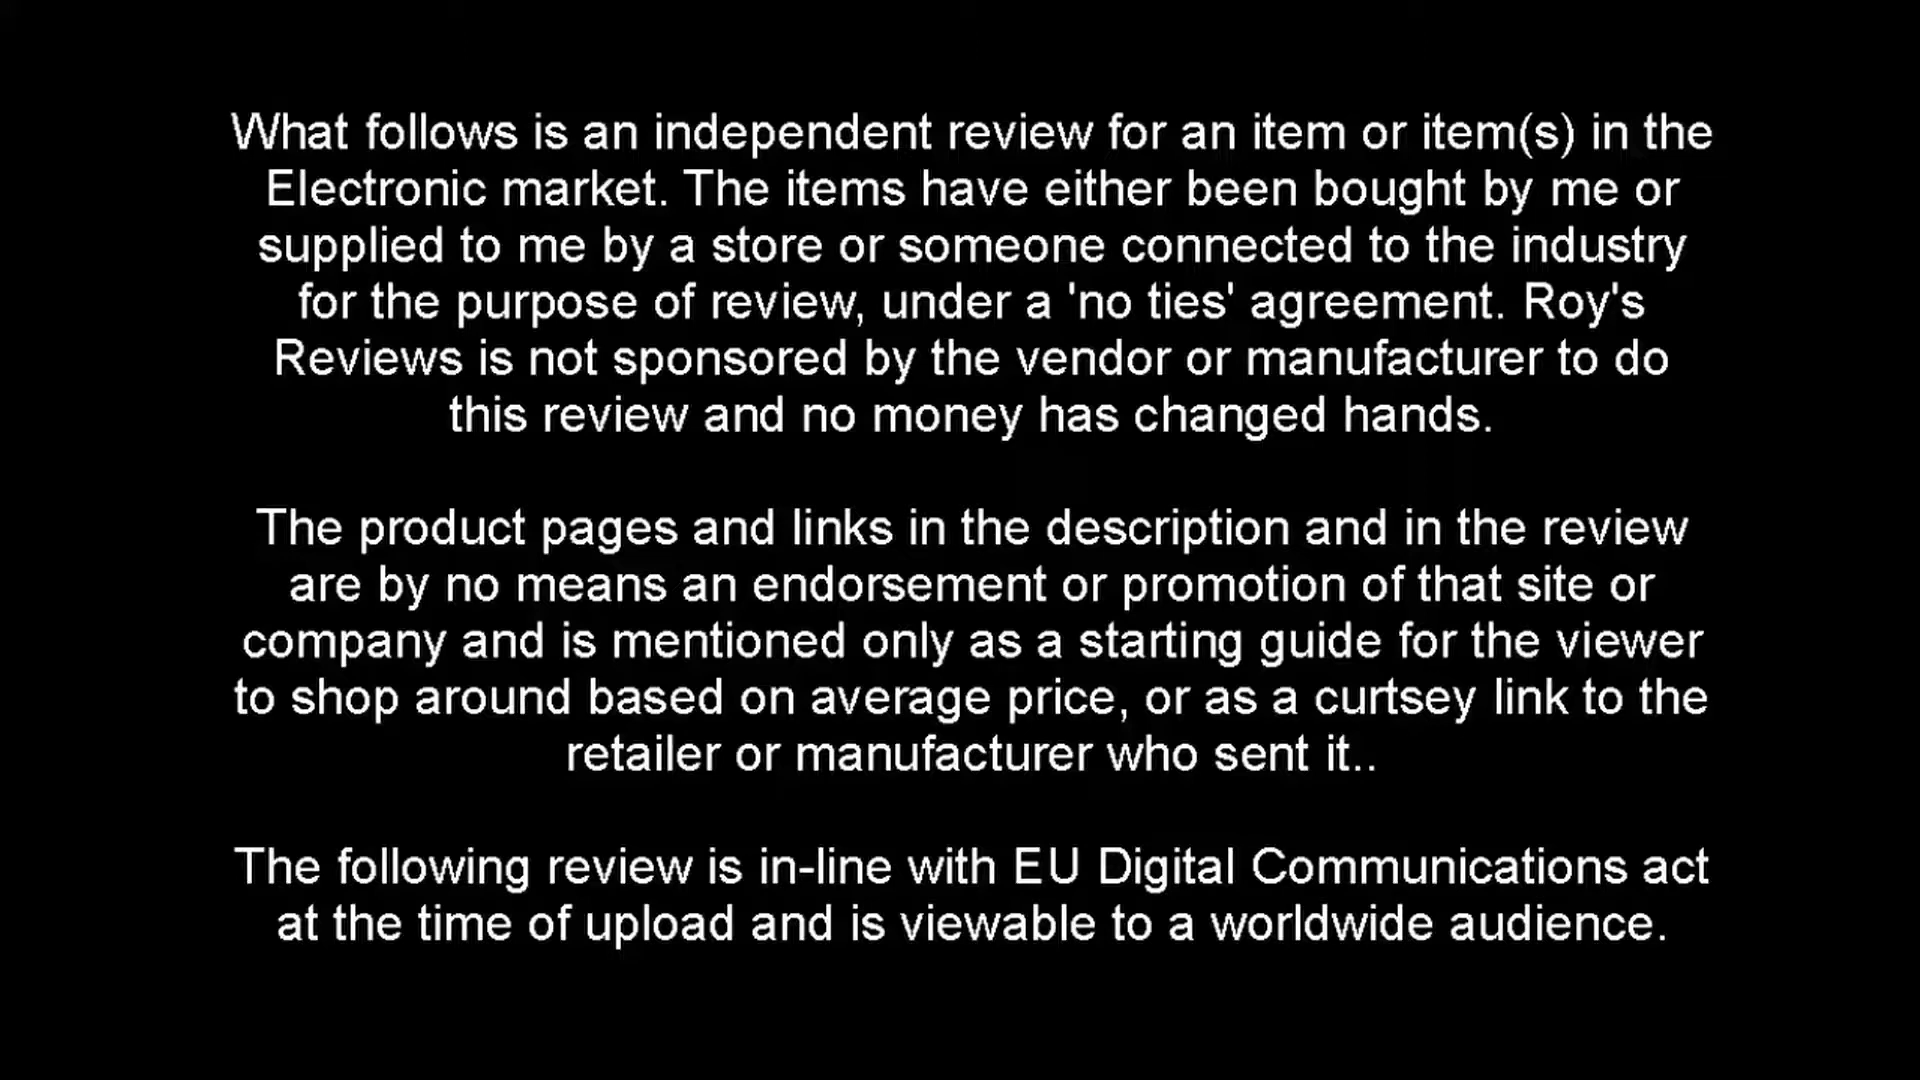 What follows is an independent review for an item or item(s) in the
Electronic market. The items have either been bought by me or
supplied to me by a store or someone connected to the industry
for the purpose of review, under a 'no ties' agreement. Roy's
Reviews is not sponsored by the vendor or manufacturer to do
this review and no money has changed hands.
The product pages and links in the description and in the review
are by no means an endorsement or promotion of that site or
company and is mentioned only as a starting guide for the viewer
to shop around based on average price, or as a curtsey link to the
retailer or manufacturer who sent it..
The following review is in-line with EU Digital Communications act
at the time of upload and is viewable to a worldwide audience.